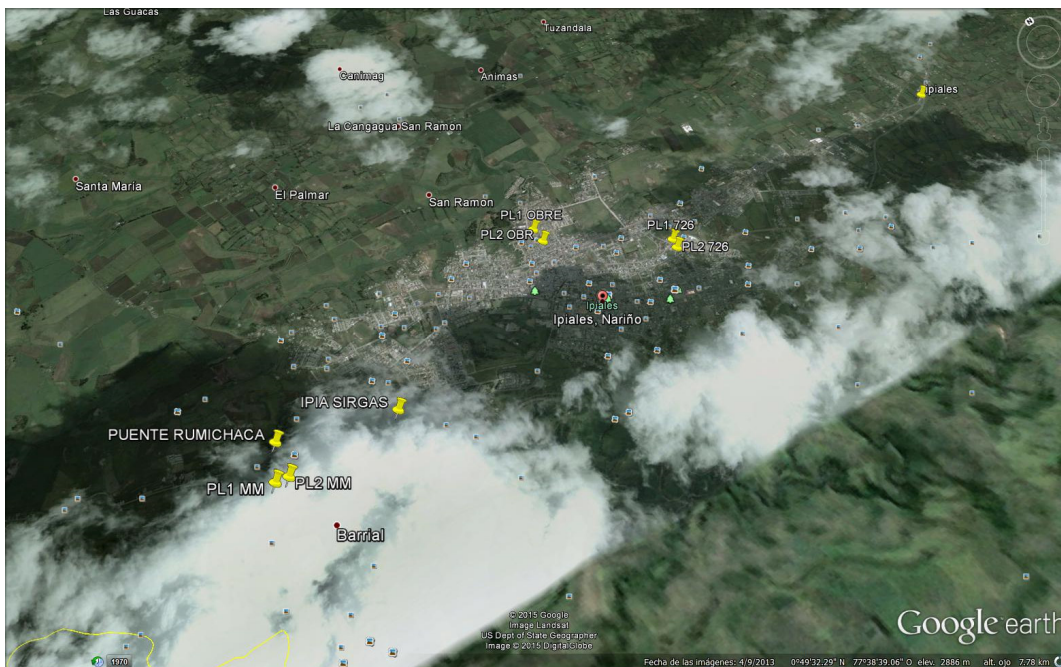 Las Guacas
Tuzandala
Canimag
Animas
Ipiales
La Cangagua San Ramón
Santa Maria
El Palmar
San Ramón
PL1 OBRE
PL2 OBR
PL1 726
PL2 726
Ipiales
Ipiales, Nariño
IPIA SIRGAS
PUENTE RUMICHACA
PL1 MM
PL2 MM
Barrial
© 2015 Google
Image Landsat
US Dept of State Geographer
Image © 2015 DigitalGlobe
Google earth
1970
Fecha de las imágenes: 4/9/2013 0°49'32.29" N 77°38'39.06" O elev. 2886 m alt. ojo 7.78 km